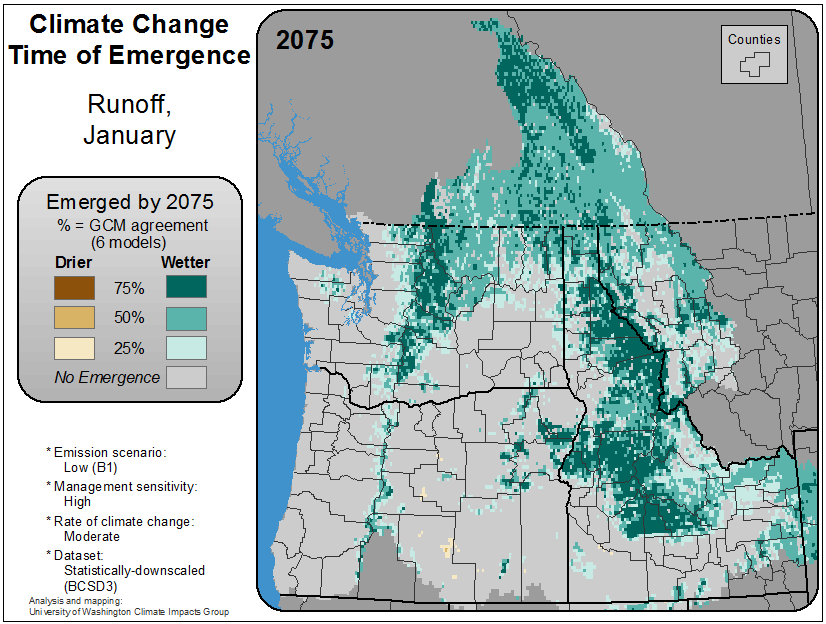 Climate Change
Time of Emergence
Runoff,
January
Emerged by 2075
% = GCM agreement
(6 models)
Drier Wetter
75%
50%
25%
No Emergence
* Emission scenario:
Low (B1)
* Management sensitivity:
High
* Rate of climate change:
Moderate
* Dataset:
Statistically-downscaled
(BCSD3)
Analysis and mapping:
University of Washington Climate Impacts Group
2075
Counties